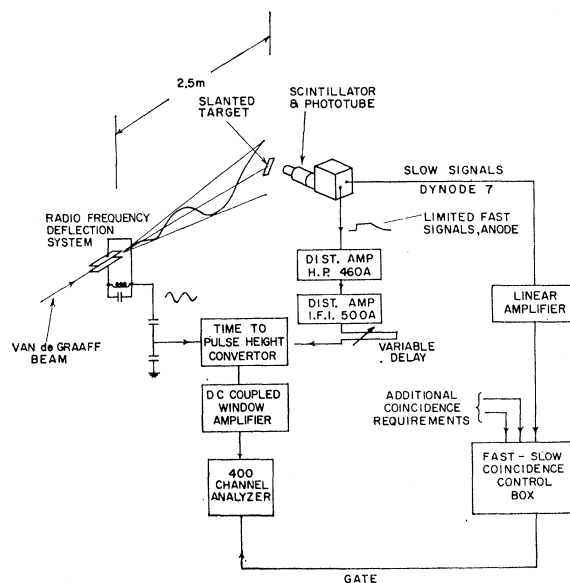 2.5m
SLANTED
TARGET
SCINTILLATOR
& PHOTOTUBE
SLOW SIGNALS
DYNODE 7
RADIO FREQUENCY
DEFLECTION
SYSTEM
LIMITED FAST
SIGNALS, ANODE
DIST. AMP
H.P. 460A
DIST. AMP
I.F.I. 500A
LINEAR
AMPLIFIER
VAN de GRAAFF
BEAM
TIME TO
PULSE HEIGHT
CONVERTOR
VARIABLE
DELAY
ADDITIONAL
COINCIDENCE
REQUIREMENTS
DC COUPLED
WINDOW
AMPLIFIER
400
CHANNEL
ANALYZER
FAST - SLOW
COINCIDENCE
CONTROL
BOX
GATE